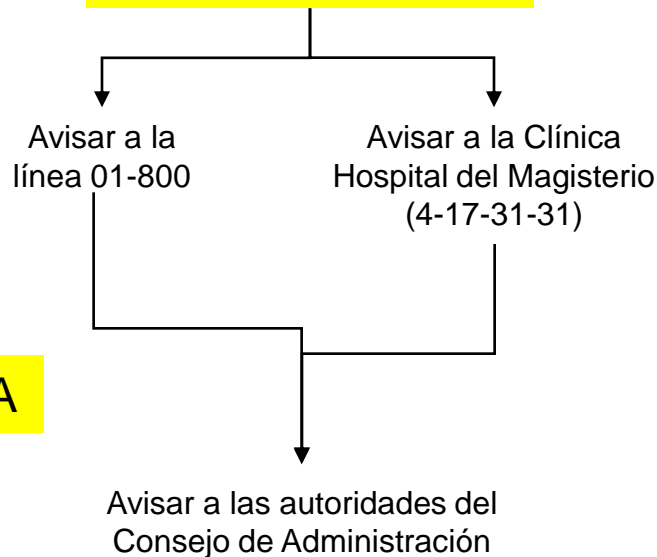 Avisar a la
línea 01-800
Avisar a la Clínica
Hospital del Magisterio
(4-17-31-31)
A
Avisar a las autoridades del
Consejo de Administración